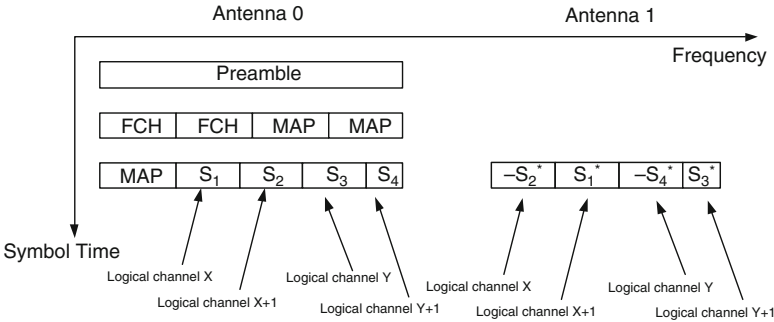 Antenna 0
Antenna 1
Frequency
Preamble
FCH FCH MAP MAP
MAP S₁ S₂ S₃ S₄
–S₂* S₁* –S₄* S₃*
Symbol Time
Logical channel X
Logical channel X+1
Logical channel Y
Logical channel Y+1
Logical channel X
Logical channel X+1
Logical channel Y
Logical channel Y+1